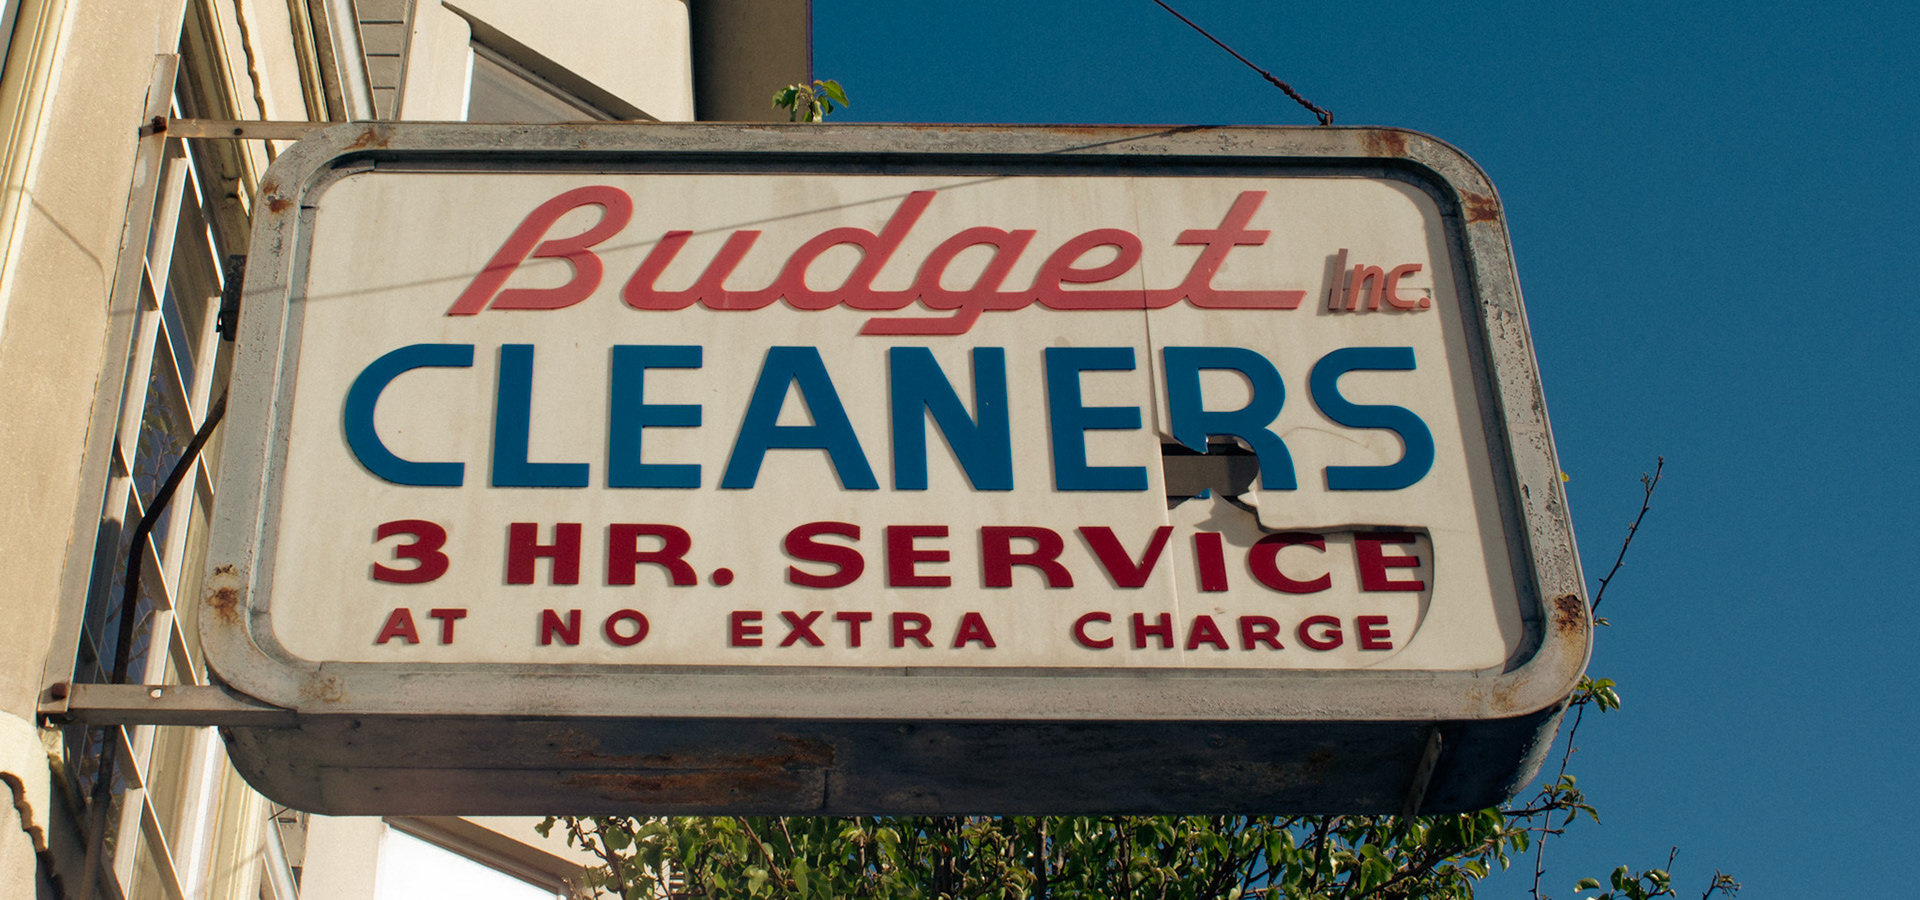 Budget Inc.
CLEANERS
3 HR. SERVICE
AT NO EXTRA CHARGE